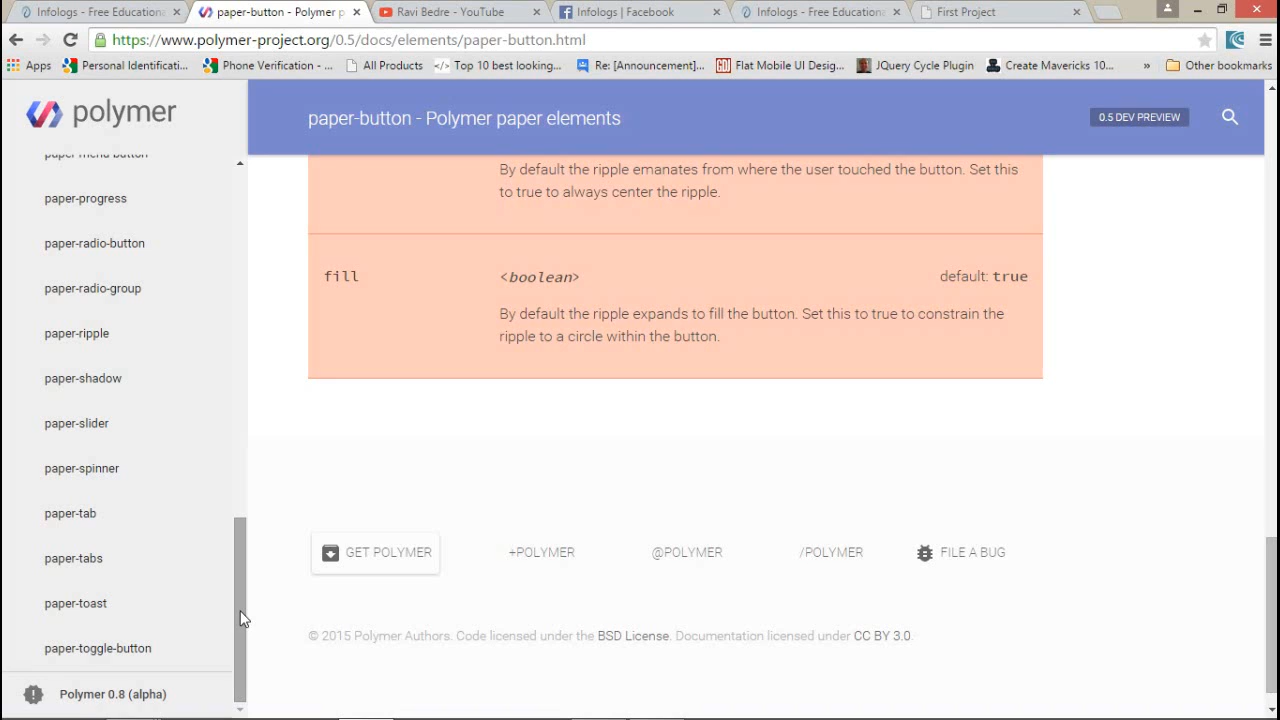 Infologs - Free Educationa
paper-button - Polymer p
Ravi Bedre - YouTube
Infologs | Facebook
Infologs - Free Educationa
First Project
https://www.polymer-project.org/0.5/docs/elements/paper-button.html
Apps
Personal Identificati...
Phone Verification - ...
All Products
Top 10 best looking...
Re: [Announcement]...
Flat Mobile UI Desig...
JQuery Cycle Plugin
Create Mavericks 10...
»
Other bookmarks
polymer
paper-button - Polymer paper elements
0.5 DEV PREVIEW
paper-menu-button
paper-progress
paper-radio-button
paper-radio-group
paper-ripple
paper-shadow
paper-slider
paper-spinner
paper-tab
paper-tabs
paper-toast
paper-toggle-button
Polymer 0.8 (alpha)
By default the ripple emanates from where the user touched the button. Set this
to true to always center the ripple.
fill
<boolean>
default: true
By default the ripple expands to fill the button. Set this to true to constrain the
ripple to a circle within the button.
GET POLYMER
+POLYMER
@POLYMER
/POLYMER
FILE A BUG
© 2015 Polymer Authors. Code licensed under the BSD License. Documentation licensed under CC BY 3.0.